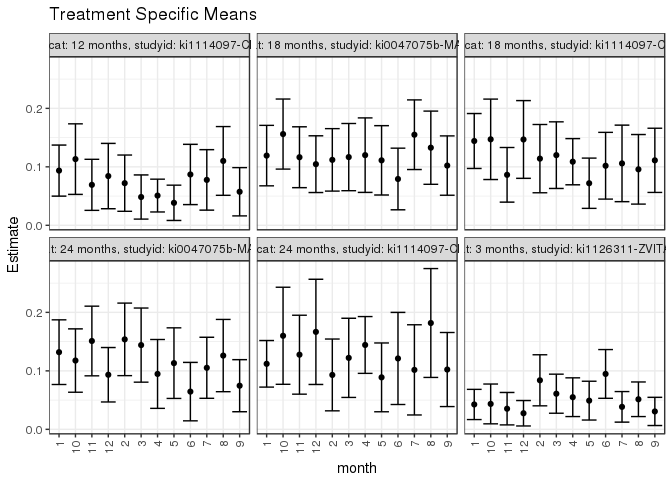 Treatment Specific Means
cat: 12 months, studyid: ki1114097-C
t: 18 months, studyid: ki0047075b-MA
cat: 18 months, studyid: ki1114097-C
0.2
0.1
0.0
t: 24 months, studyid: ki0047075b-MA
cat: 24 months, studyid: ki1114097-C
t: 3 months, studyid: ki1126311-ZVITA
0.2
0.1
0.0
Estimate
1 10 11 12 2 3 4 5 6 7 8 9
1 10 11 12 2 3 4 5 6 7 8 9
1 10 11 12 2 3 4 5 6 7 8 9
month